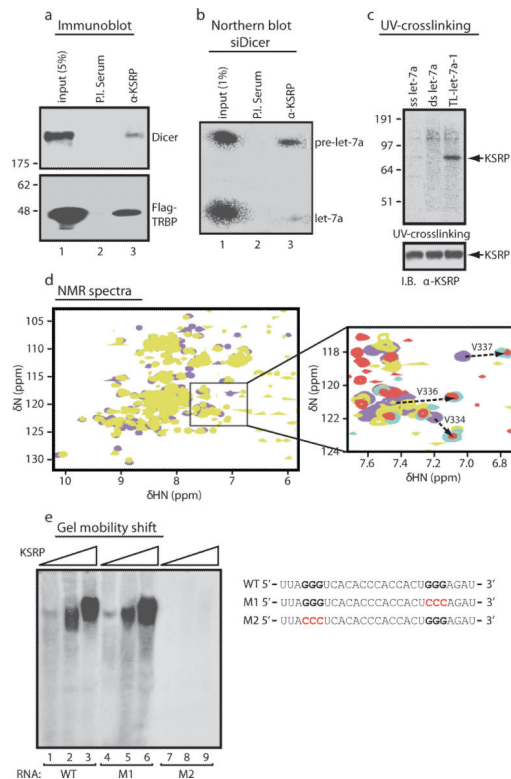 a
Immunoblot
input (5%)
P.I. Serum
α-KSRP
Dicer
175
62
48
Flag-
TRBP
1 2 3
b
Northern blot
siDicer
input (1%)
P.I. Serum
α-KSRP
pre-let-7a
let-7a
1 2 3
c
UV-crosslinking
ss let-7a
ds let-7a
TL-let-7a-1
191
97
64
51
KSRP
UV-crosslinking
KSRP
I.B. α-KSRP
d
NMR spectra
δN (ppm)
105
110
115
120
125
130
10 9 8 7 6
δHN (ppm)
δN (ppm)
118
120
122
124
V337
V336
V334
7.6 7.4 7.2 7.0 6.8
δHN (ppm)
e
Gel mobility shift
KSRP
1 2 3 4 5 6 7 8 9
RNA: WT M1 M2
WT 5’- UUAGGGUCACACCCACCACUGGGAGAU - 3’
M1 5’- UUAGGGUCACACCCACCACUCCCAGAU - 3’
M2 5’- UUACCCUCACACCCACCACUGGGAGAU - 3’